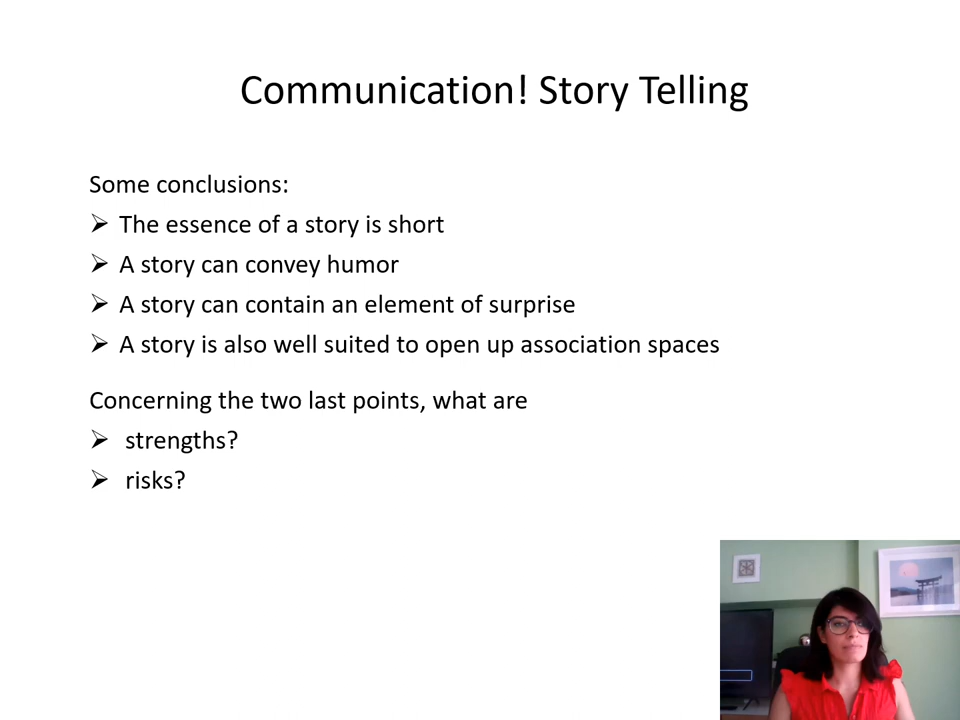 Communication! Story Telling
Some conclusions:
➢ The essence of a story is short
➢ A story can convey humor
➢ A story can contain an element of surprise
➢ A story is also well suited to open up association spaces
Concerning the two last points, what are
➢ strengths?
➢ risks?